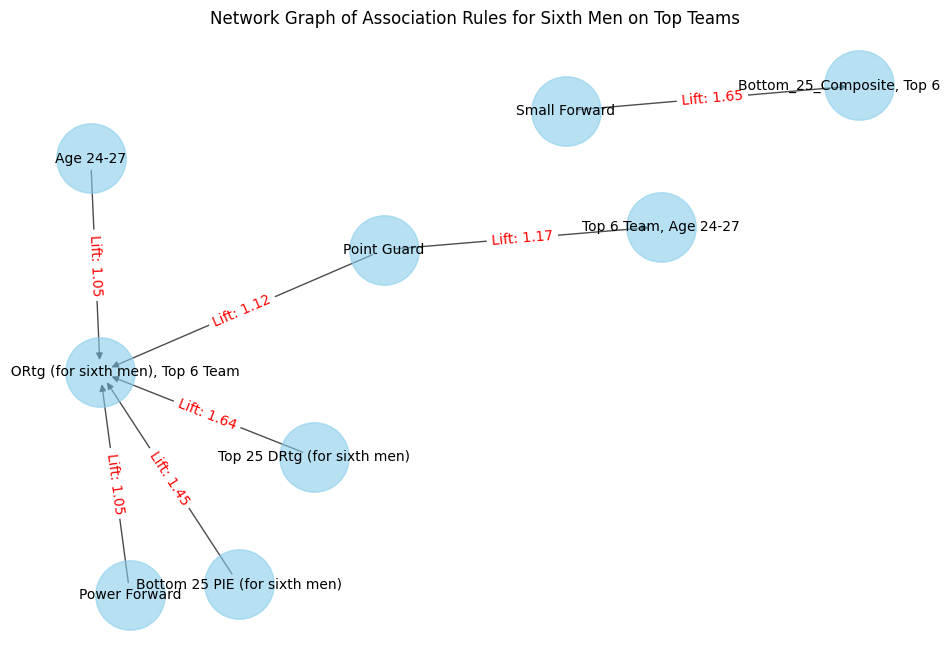 Network Graph of Association Rules for Sixth Men on Top Teams
Bottom_25_Composite, Top 6
Small Forward
Lift: 1.65
Age 24-27
Point Guard
Lift: 1.17
Top 6 Team, Age 24-27
Lift: 1.05
Lift: 1.12
ORtg (for sixth men), Top 6 Team
Lift: 1.64
Top 25 DRtg (for sixth men)
Lift: 1.05
Lift: 1.45
Bottom 25 PIE (for sixth men)
Power Forward